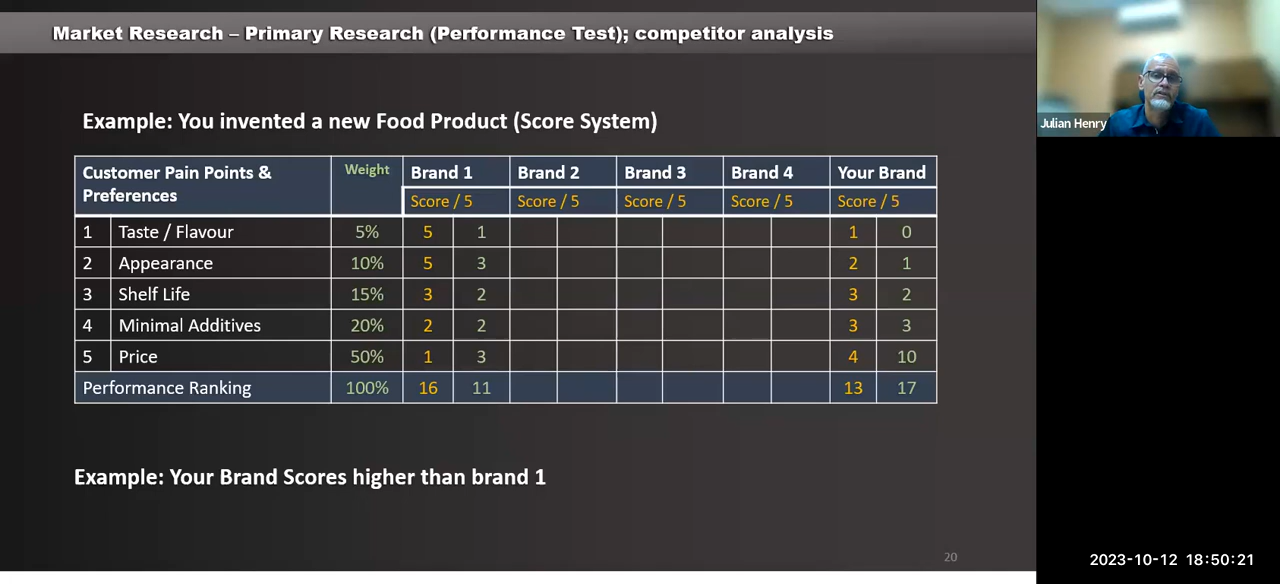 Market Research – Primary Research (Performance Test); competitor analysis
Example: You invented a new Food Product (Score System)
Customer Pain Points & Preferences Weight Brand 1 Brand 2 Brand 3 Brand 4 Your Brand
Score / 5 Score / 5 Score / 5 Score / 5 Score / 5
1 Taste / Flavour 5% 5 1 1 0
2 Appearance 10% 5 3 2 1
3 Shelf Life 15% 3 2 3 2
4 Minimal Additives 20% 2 2 3 3
5 Price 50% 1 3 4 10
Performance Ranking 100% 16 11 13 17
Example: Your Brand Scores higher than brand 1
20
Julian Henry
2023-10-12 18:50:21